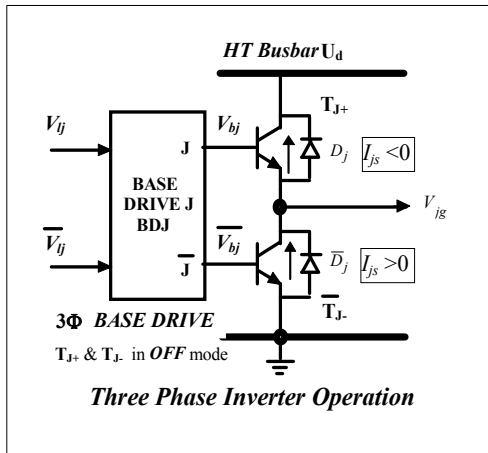 HT Busbar U_d
T_J+
V_lj
V_bj
J
D_j
I_js <0
BASE
DRIVE J
BDJ
V_jg
V̅_lj
V̅_bj
J̅
D̅_j
I_js >0
T̅_J-
3Φ BASE DRIVE
T_J+ & T_J- in OFF mode
Three Phase Inverter Operation